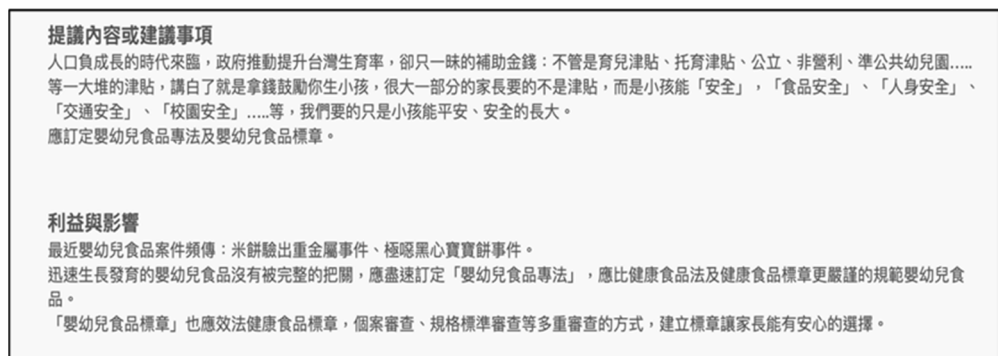 提議內容或建議事項
人口負成長的時代來臨，政府推動提升台灣生育率，卻只一昧的補助金錢：不管是育兒津貼、托育津貼、公立、非營利、準公共幼兒園.....
等一大堆的津貼，講白了就是拿錢鼓勵你生小孩，很大一部分的家長要的不是津貼，而是小孩能「安全」，「食品安全」、「人身安全」、
「交通安全」、「校園安全」.....等，我們要的只是小孩能平安、安全的長大。
應訂定嬰幼兒食品專法及嬰幼兒食品標章。
利益與影響
最近嬰幼兒食品案件頻傳：米餅驗出重金屬事件、極噁黑心寶寶餅事件。
迅速生長發育的嬰幼兒食品沒有被完整的把關，應盡速訂定「嬰幼兒食品專法」，應比健康食品法及健康食品標章更嚴謹的規範嬰幼兒食
品。
「嬰幼兒食品標章」也應效法健康食品標章，個案審查、規格標準審查等多重審查的方式，建立標章讓家長能有安心的選擇。